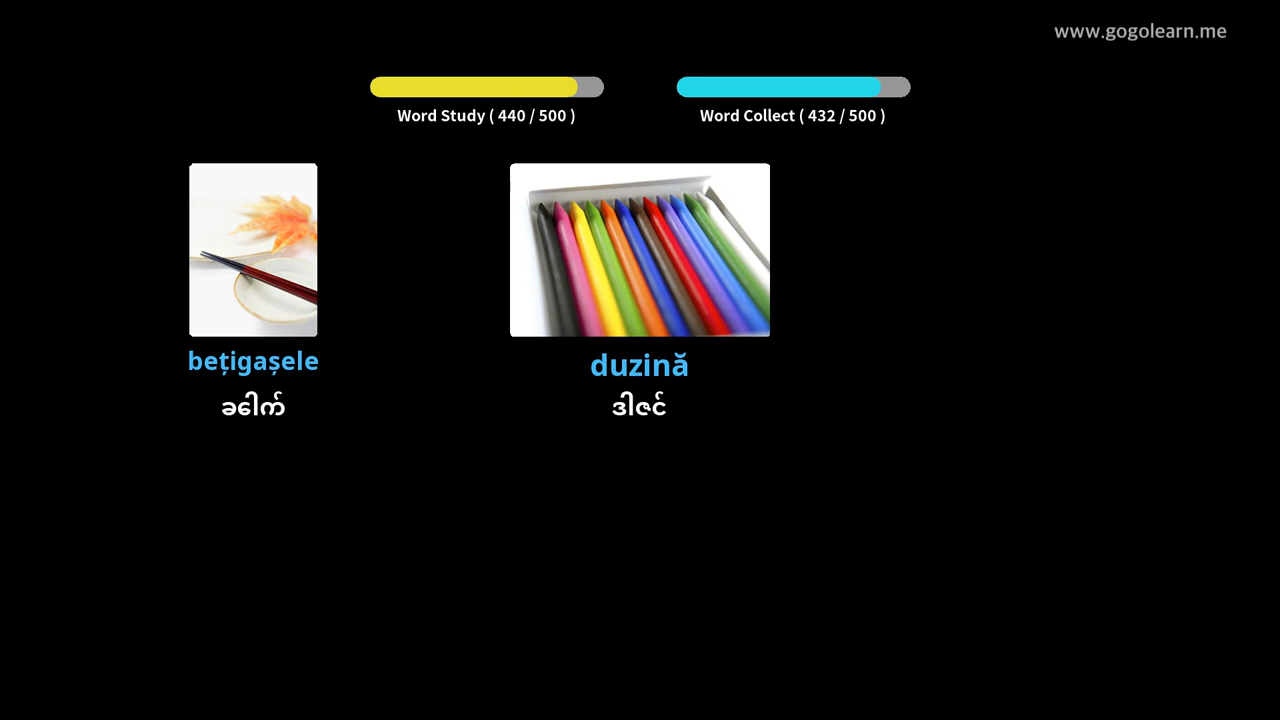 www.gogolearn.me
Word Study ( 440 / 500 )
Word Collect ( 432 / 500 )
bețigașele
ခေါက်
duzină
ဒါဇင်